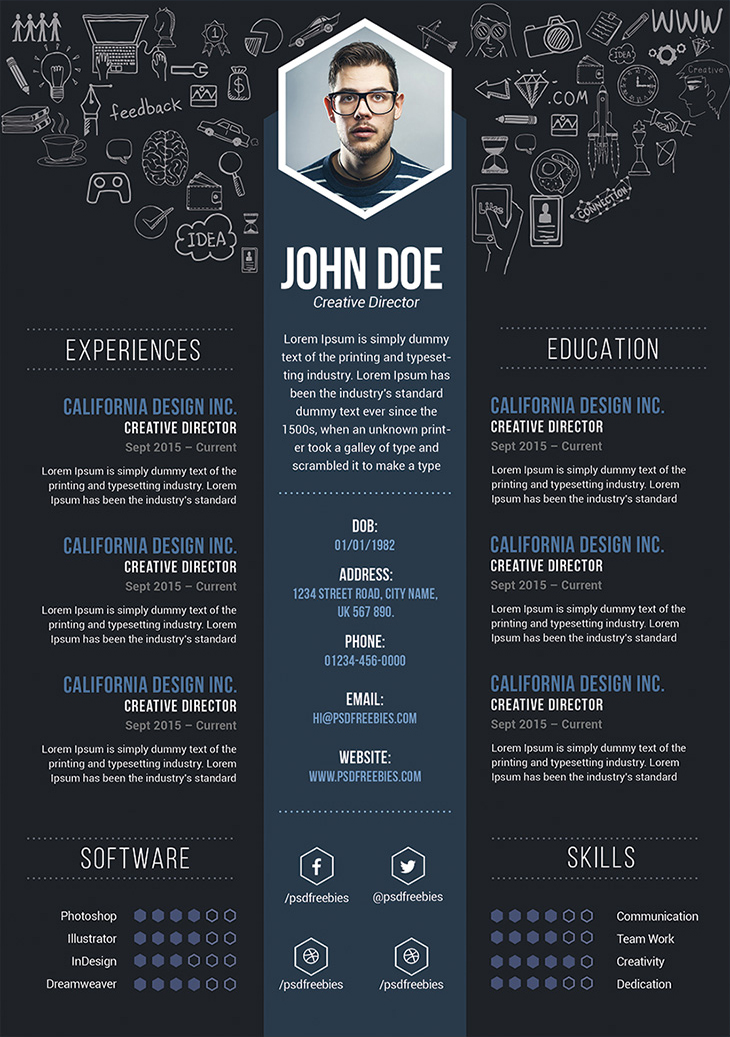 WWW
IDEA
Creative
.COM
feedback
Like
CONNECTION
IDEA
JOHN DOE
Creative Director
Lorem Ipsum is simply dummy
text of the printing and typeset-
ting industry. Lorem Ipsum has
been the industry's standard
dummy text ever since the
1500s, when an unknown print-
er took a galley of type and
scrambled it to make a type
DOB:
01/01/1982
ADDRESS:
1234 STREET ROAD, CITY NAME,
UK 567 890.
PHONE:
01234-456-0000
EMAIL:
HI@PSDFREEBIES.COM
WEBSITE:
WWW.PSDFREEBIES.COM
/psdfreebies
@psdfreebies
/psdfreebies
/psdfreebies
EXPERIENCES
CALIFORNIA DESIGN INC.
CREATIVE DIRECTOR
Sept 2015 – Current
Lorem Ipsum is simply dummy text of the
printing and typesetting industry. Lorem
Ipsum has been the industry's standard
CALIFORNIA DESIGN INC.
CREATIVE DIRECTOR
Sept 2015 – Current
Lorem Ipsum is simply dummy text of the
printing and typesetting industry. Lorem
Ipsum has been the industry's standard
CALIFORNIA DESIGN INC.
CREATIVE DIRECTOR
Sept 2015 – Current
Lorem Ipsum is simply dummy text of the
printing and typesetting industry. Lorem
Ipsum has been the industry's standard
SOFTWARE
Photoshop
Illustrator
InDesign
Dreamweaver
EDUCATION
CALIFORNIA DESIGN INC.
CREATIVE DIRECTOR
Sept 2015 – Current
Lorem Ipsum is simply dummy text of the
printing and typesetting industry. Lorem
Ipsum has been the industry's standard
CALIFORNIA DESIGN INC.
CREATIVE DIRECTOR
Sept 2015 – Current
Lorem Ipsum is simply dummy text of the
printing and typesetting industry. Lorem
Ipsum has been the industry's standard
CALIFORNIA DESIGN INC.
CREATIVE DIRECTOR
Sept 2015 – Current
Lorem Ipsum is simply dummy text of the
printing and typesetting industry. Lorem
Ipsum has been the industry's standard
SKILLS
Communication
Team Work
Creativity
Dedication